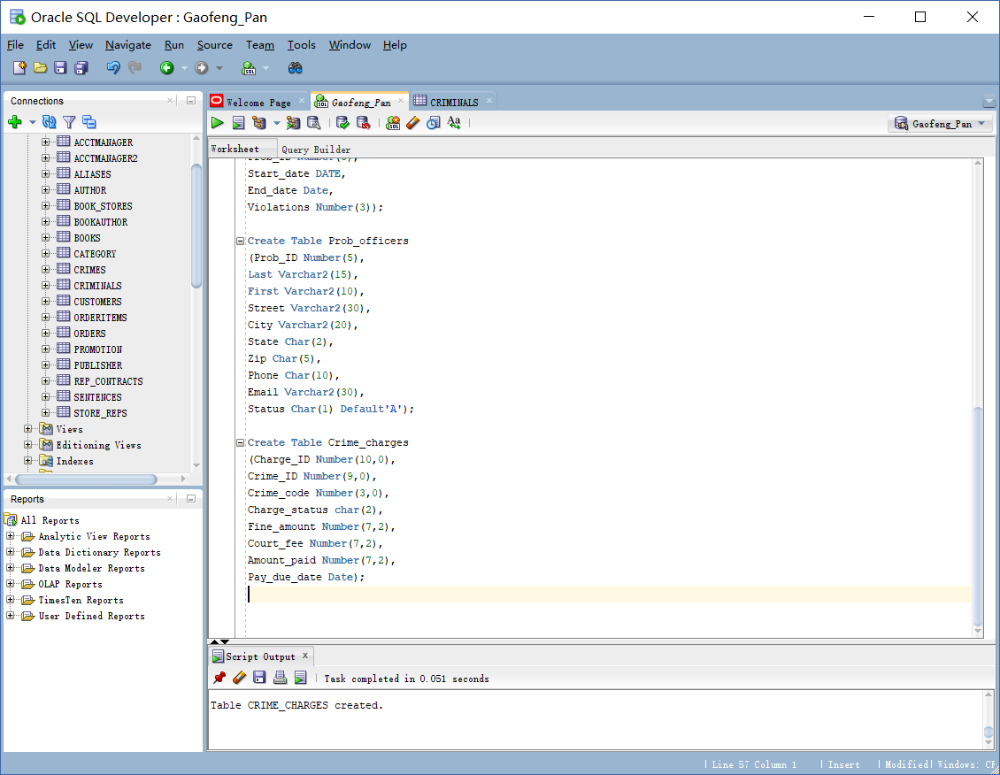 Oracle SQL Developer : Gaofeng_Pan
File Edit View Navigate Run Source Team Tools Window Help
Connections
ACCTMANAGER
ACCTMANAGER2
ALIASES
AUTHOR
BOOK_STORES
BOOKAUTHOR
BOOKS
CATEGORY
CRIMES
CRIMINALS
CUSTOMERS
ORDERITEMS
ORDERS
PROMOTION
PUBLISHER
REP_CONTRACTS
SENTENCES
STORE_REPS
Views
Editioning Views
Indexes
Reports
All Reports
Analytic View Reports
Data Dictionary Reports
Data Modeler Reports
OLAP Reports
TimesTen Reports
User Defined Reports
Welcome Page Gaofeng_Pan CRIMINALS
Gaofeng_Pan
Worksheet Query Builder
Start_date DATE,
End_date Date,
Violations Number(3));
Create Table Prob_officers
(Prob_ID Number(5),
Last Varchar2(15),
First Varchar2(10),
Street Varchar2(30),
City Varchar2(20),
State Char(2),
Zip Char(5),
Phone Char(10),
Email Varchar2(30),
Status Char(1) Default'A');
Create Table Crime_charges
(Charge_ID Number(10,0),
Crime_ID Number(9,0),
Crime_code Number(3,0),
Charge_status char(2),
Fine_amount Number(7,2),
Court_fee Number(7,2),
Amount_paid Number(7,2),
Pay_due_date Date);
Script Output
Task completed in 0.051 seconds
Table CRIME_CHARGES created.
Line 57 Column 1 | Insert | Modified| Windows: CR